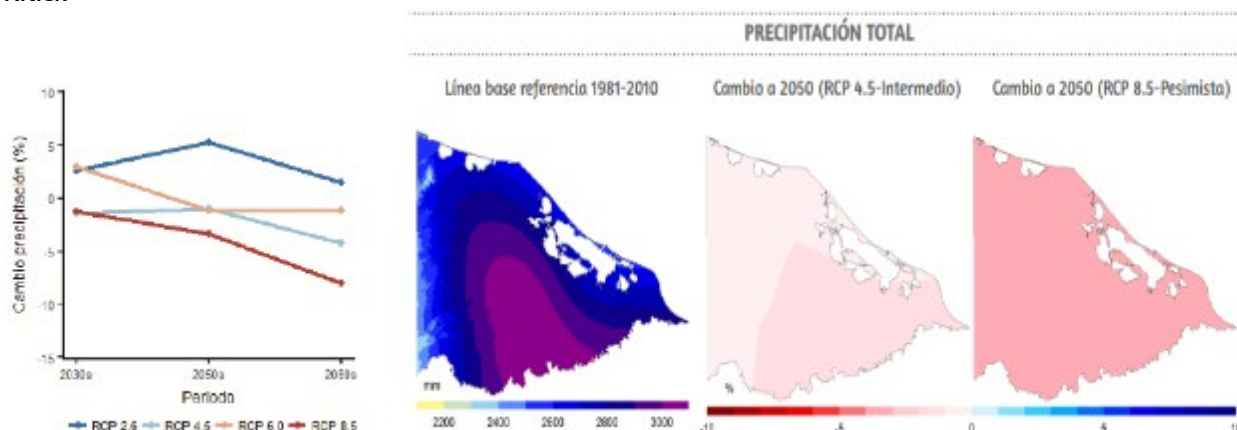 PRECIPITACIÓN TOTAL
Línea base referencia 1981-2010
Cambio a 2050 (RCP 4.5-Intermedio)
Cambio a 2050 (RCP 8.5-Pesimista)
Cambio precipitación (%)
10
5
0
-5
-10
-15
2030s
2050s
Periodo
RCP 2.6
RCP 4.5
RCP 6.0
RCP 8.5
mm
2200
2400
2600
2800
3000
%
-10
-5
0
5
10